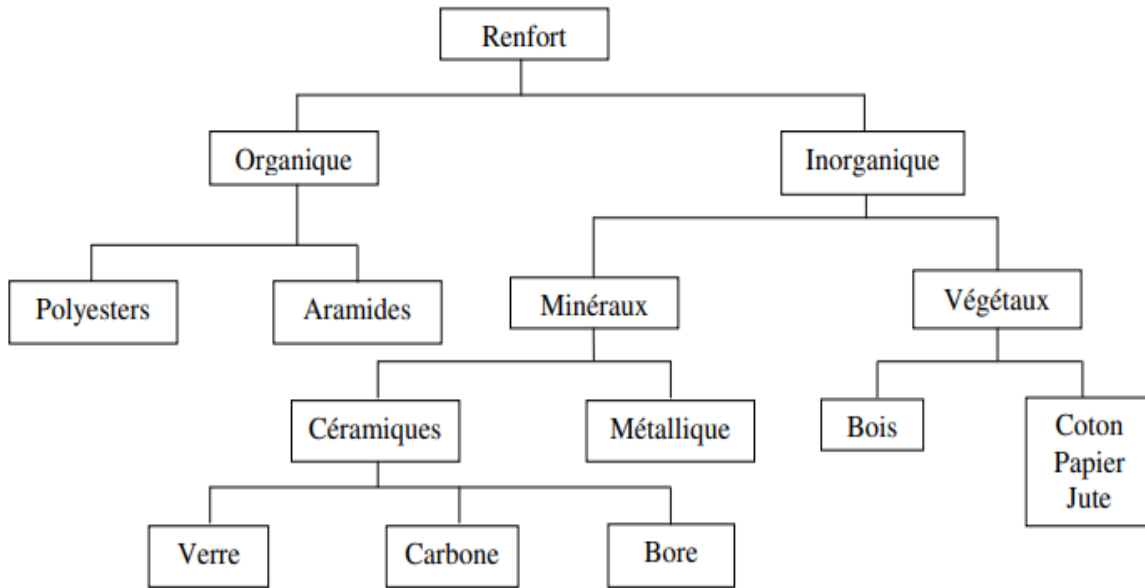 Renfort
Organique
Inorganique
Polyesters
Aramides
Minéraux
Végétaux
Céramiques
Métallique
Bois
Coton
Papier
Jute
Verre
Carbone
Bore